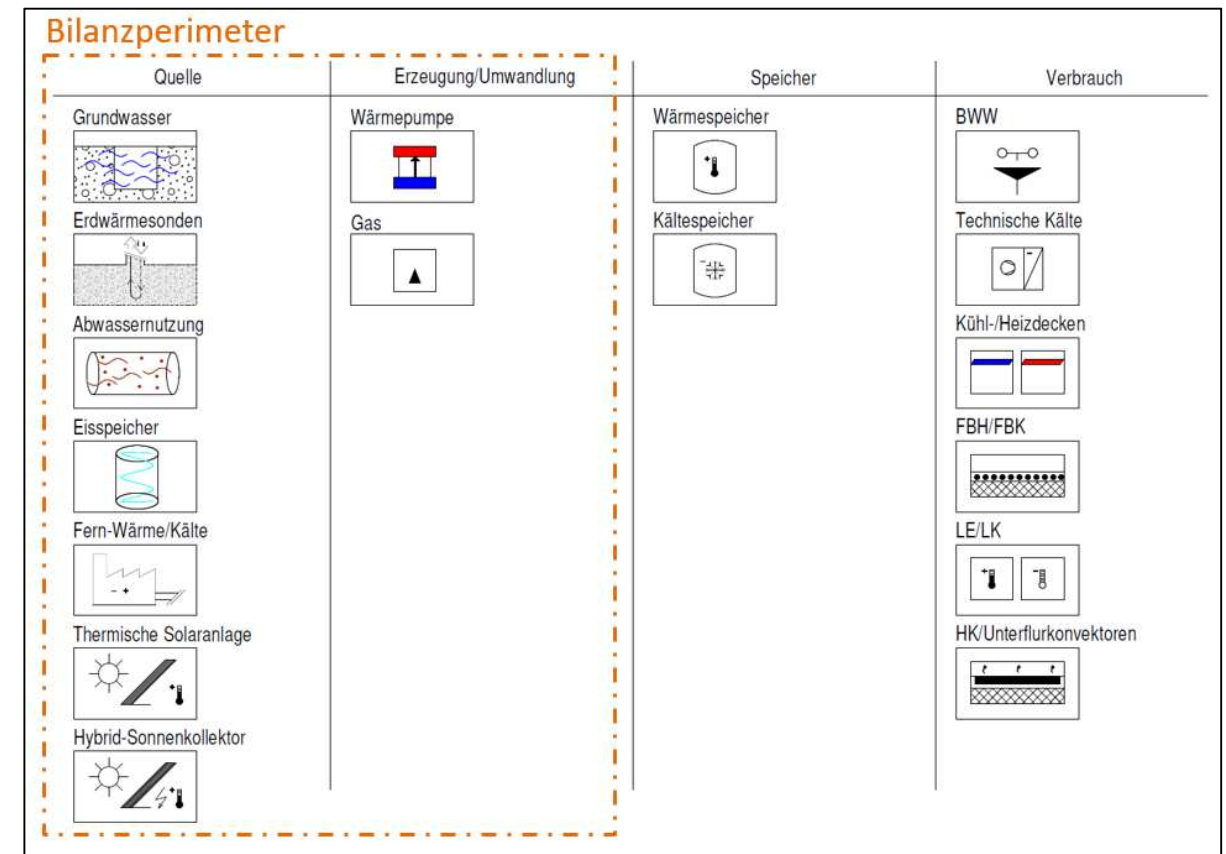 Bilanzperimeter
Quelle
Erzeugung/Umwandlung
Speicher
Verbrauch
Grundwasser
Erdwärmesonden
Abwassernutzung
Eisspeicher
Fern-Wärme/Kälte
Thermische Solaranlage
Hybrid-Sonnenkollektor
Wärmepumpe
Gas
Wärmespeicher
Kältespeicher
BWW
Technische Kälte
Kühl-/Heizdecken
FBH/FBK
LE/LK
HK/Unterflurkonvektoren